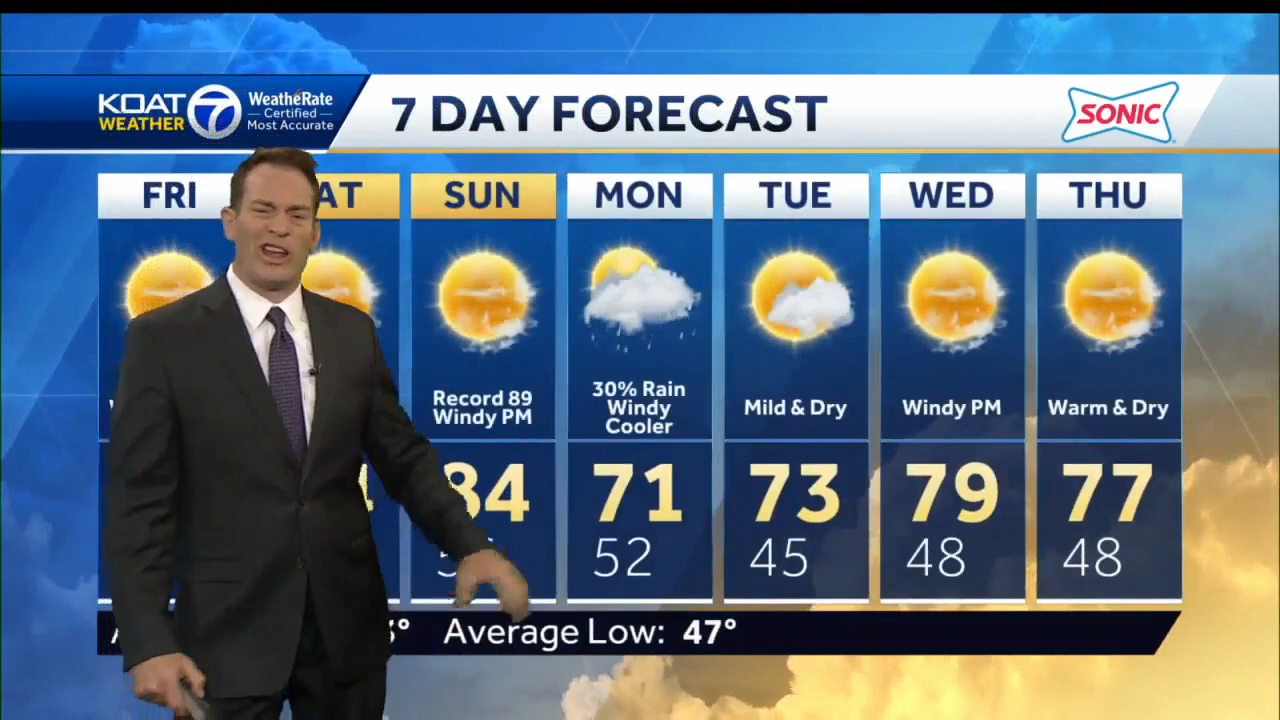 KOAT
WEATHER
7
WeatheRate
Certified
Most Accurate
7 DAY FORECAST
SONIC
FRI
SUN
MON
TUE
WED
THU
Record 89
Windy PM
30% Rain
Windy
Cooler
Mild & Dry
Windy PM
Warm & Dry
84
71
73
79
77
52
45
48
48
Average Low: 47°